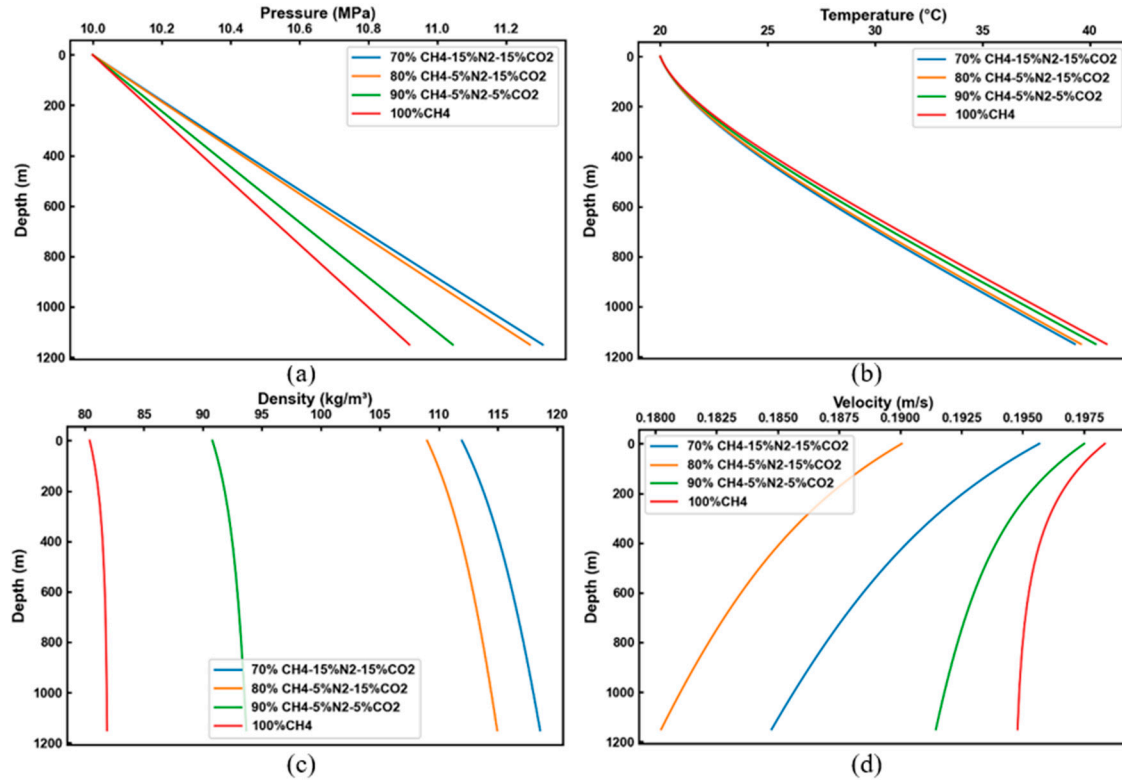 Pressure (MPa)
10.0 10.2 10.4 10.6 10.8 11.0 11.2
0
200
400
600
800
1000
1200
Depth (m)
70% CH4-15%N2-15%CO2
80% CH4-5%N2-15%CO2
90% CH4-5%N2-5%CO2
100%CH4
(a)
Temperature (°C)
20 25 30 35 40
0
200
400
600
800
1000
1200
Depth (m)
70% CH4-15%N2-15%CO2
80% CH4-5%N2-15%CO2
90% CH4-5%N2-5%CO2
100%CH4
(b)
Density (kg/m³)
80 85 90 95 100 105 110 115 120
0
200
400
600
800
1000
1200
Depth (m)
70% CH4-15%N2-15%CO2
80% CH4-5%N2-15%CO2
90% CH4-5%N2-5%CO2
100%CH4
(c)
Velocity (m/s)
0.1800 0.1825 0.1850 0.1875 0.1900 0.1925 0.1950 0.1975
0
200
400
600
800
1000
1200
Depth (m)
70% CH4-15%N2-15%CO2
80% CH4-5%N2-15%CO2
90% CH4-5%N2-5%CO2
100%CH4
(d)